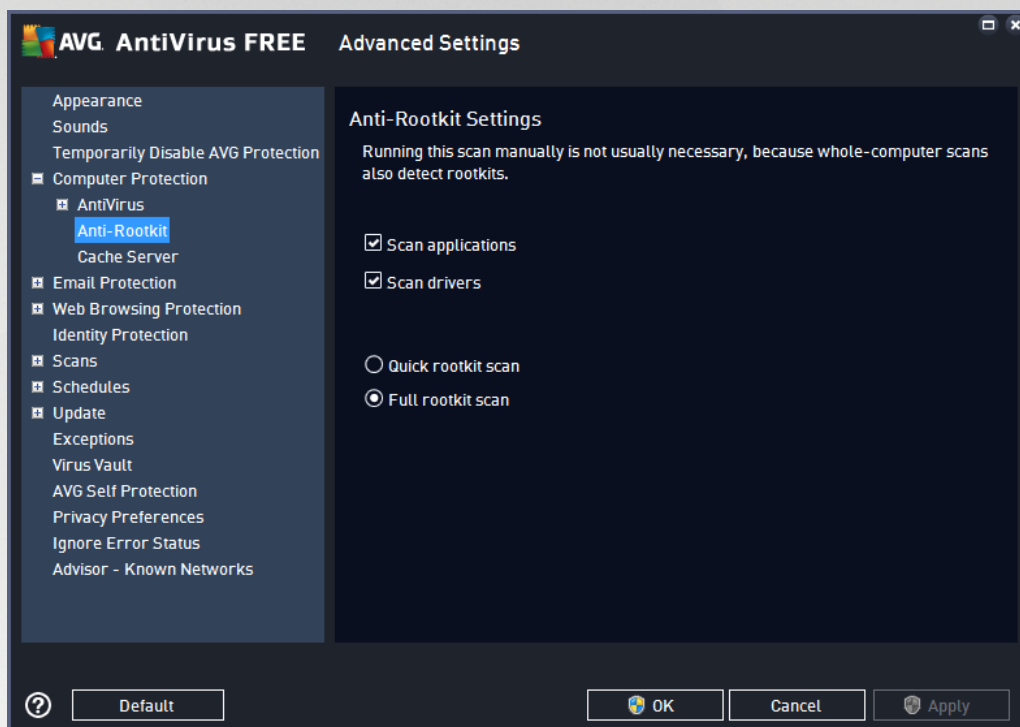 AVG. AntiVirus FREE
Advanced Settings
Appearance
Sounds
Temporarily Disable AVG Protection
Computer Protection
AntiVirus
Anti-Rootkit
Cache Server
Email Protection
Web Browsing Protection
Identity Protection
Scans
Schedules
Update
Exceptions
Virus Vault
AVG Self Protection
Privacy Preferences
Ignore Error Status
Advisor - Known Networks
Anti-Rootkit Settings
Running this scan manually is not usually necessary, because whole-computer scans
also detect rootkits.
Scan applications
Scan drivers
Quick rootkit scan
Full rootkit scan
?
Default
OK
Cancel
Apply